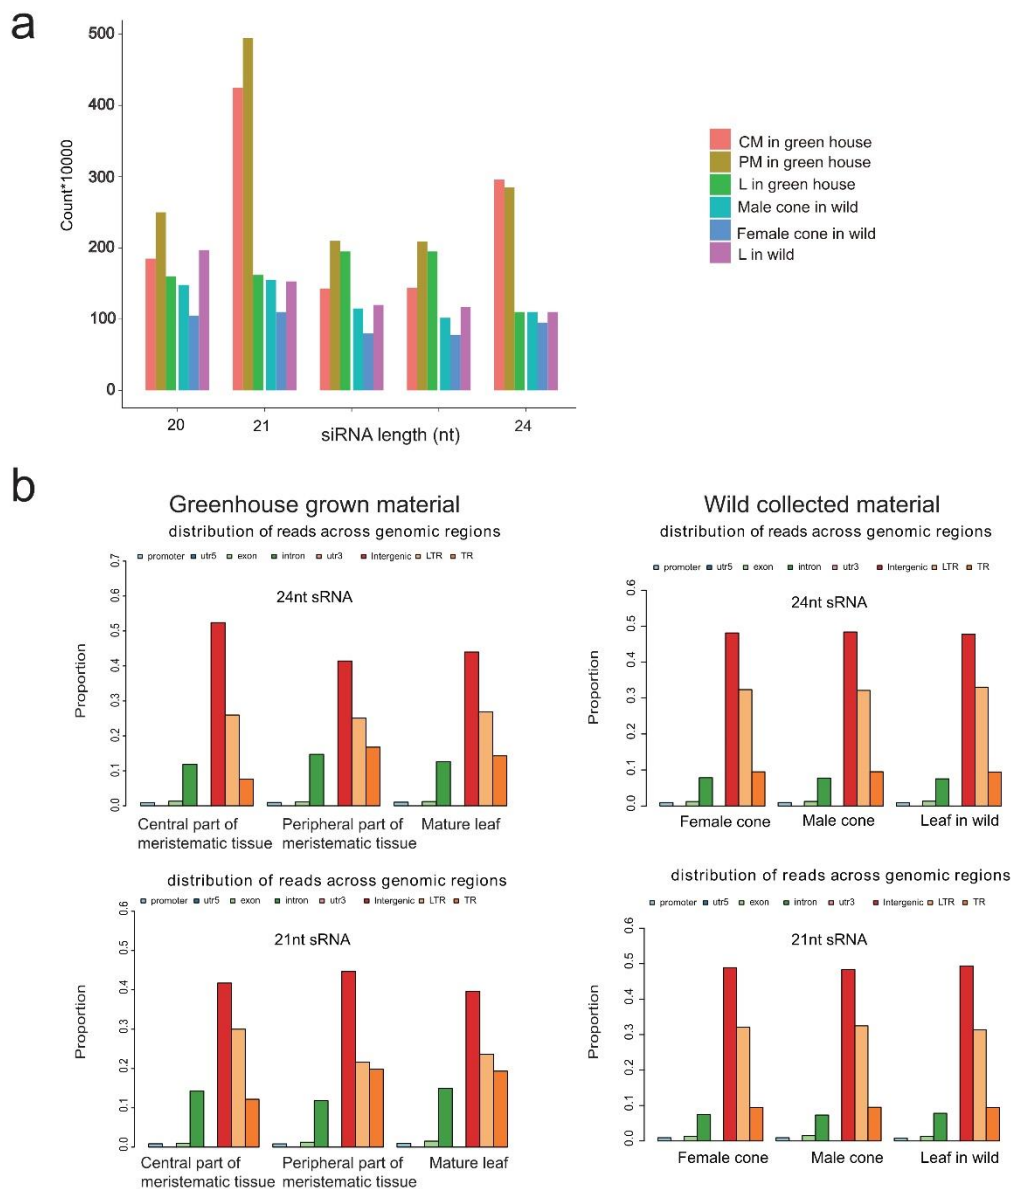 a
500
400
300
200
100
0
Count*10000
20 21 24
siRNA length (nt)
CM in green house
PM in green house
L in green house
Male cone in wild
Female cone in wild
L in wild
b
Greenhouse grown material
distribution of reads across genomic regions
promoter utr5 exon intron utr3 Intergenic LTR TR
24nt sRNA
Proportion
0.0 0.1 0.2 0.3 0.4 0.5 0.6 0.7
Central part of
meristematic tissue
Peripheral part of
meristematic tissue
Mature leaf
Wild collected material
distribution of reads across genomic regions
promoter utr5 exon intron utr3 Intergenic LTR TR
24nt sRNA
Proportion
0.0 0.1 0.2 0.3 0.4 0.5 0.6
Female cone Male cone Leaf in wild
distribution of reads across genomic regions
promoter utr5 exon intron utr3 Intergenic LTR TR
21nt sRNA
Proportion
0.0 0.1 0.2 0.3 0.4 0.5 0.6
Central part of
meristematic tissue
Peripheral part of
meristematic tissue
Mature leaf
distribution of reads across genomic regions
promoter utr5 exon intron utr3 Intergenic LTR TR
21nt sRNA
Proportion
0.0 0.1 0.2 0.3 0.4 0.5 0.6
Female cone Male cone Leaf in wild